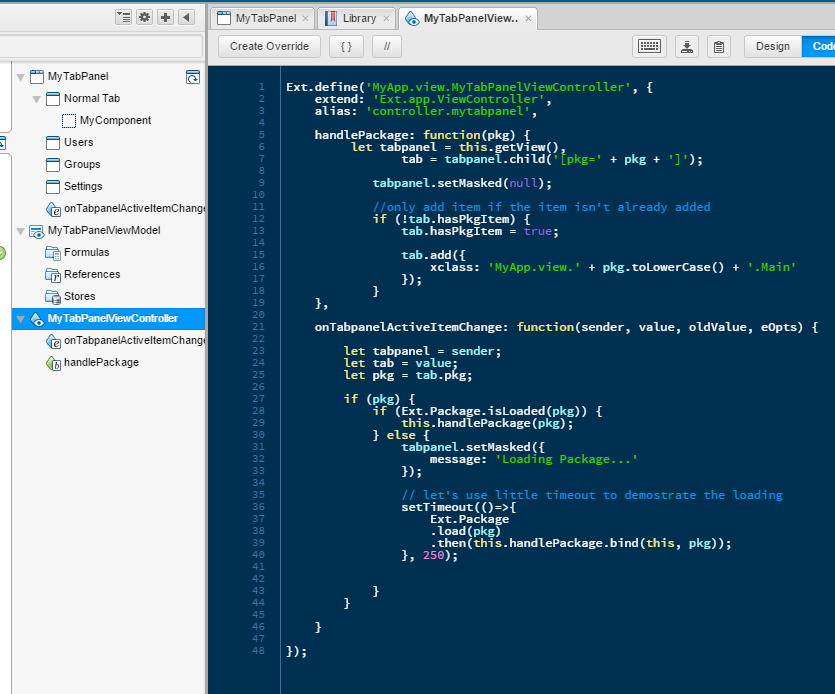 MyTabPanel
Library
MyTabPanelView..
Create Override
{ }
//
Design
Code
MyTabPanel
Normal Tab
MyComponent
Users
Groups
Settings
onTabpanelActiveItemChange
MyTabPanelViewModel
Formulas
References
Stores
MyTabPanelViewController
onTabpanelActiveItemChange
handlePackage
1 Ext.define('MyApp.view.MyTabPanelViewController', {
2     extend: 'Ext.app.ViewController',
3     alias: 'controller.mytabpanel',
4
5     handlePackage: function(pkg) {
6          let tabpanel = this.getView(),
7                 tab = tabpanel.child('[pkg=' + pkg + ']');
8
9             tabpanel.setMasked(null);
10
11             //only add item if the item isn't already added
12             if (!tab.hasPkgItem) {
13                 tab.hasPkgItem = true;
14
15                 tab.add({
16                     xclass: 'MyApp.view.' + pkg.toLowerCase() + '.Main'
17                 });
18             }
19     },
20
21     onTabpanelActiveItemChange: function(sender, value, oldValue, eOpts) {
22
23         let tabpanel = sender;
24         let tab = value;
25         let pkg = tab.pkg;
26
27         if (pkg) {
28             if (Ext.Package.isLoaded(pkg)) {
29                 this.handlePackage(pkg);
30             } else {
31                 tabpanel.setMasked({
32                     message: 'Loading Package...'
33                 });
34
35                 // let's use little timeout to demostrate the loading
36                 setTimeout(()=>{
37                     Ext.Package
38                     .load(pkg)
39                     .then(this.handlePackage.bind(this, pkg));
40                 }, 250);
41
42
43             }
44         }
45
46     }
47
48 });